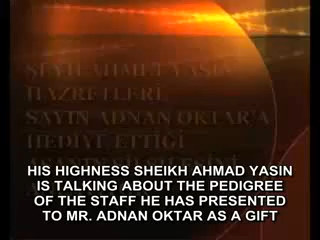 ŞEYH AHMET YASİN
HAZRETLERİ
SAYIN ADNAN OKTAR'A
HEDİYE ETTİĞİ
HIS HIGHNESS SHEIKH AHMAD YASIN
IS TALKING ABOUT THE PEDIGREE
OF THE STAFF HE HAS PRESENTED
TO MR. ADNAN OKTAR AS A GIFT